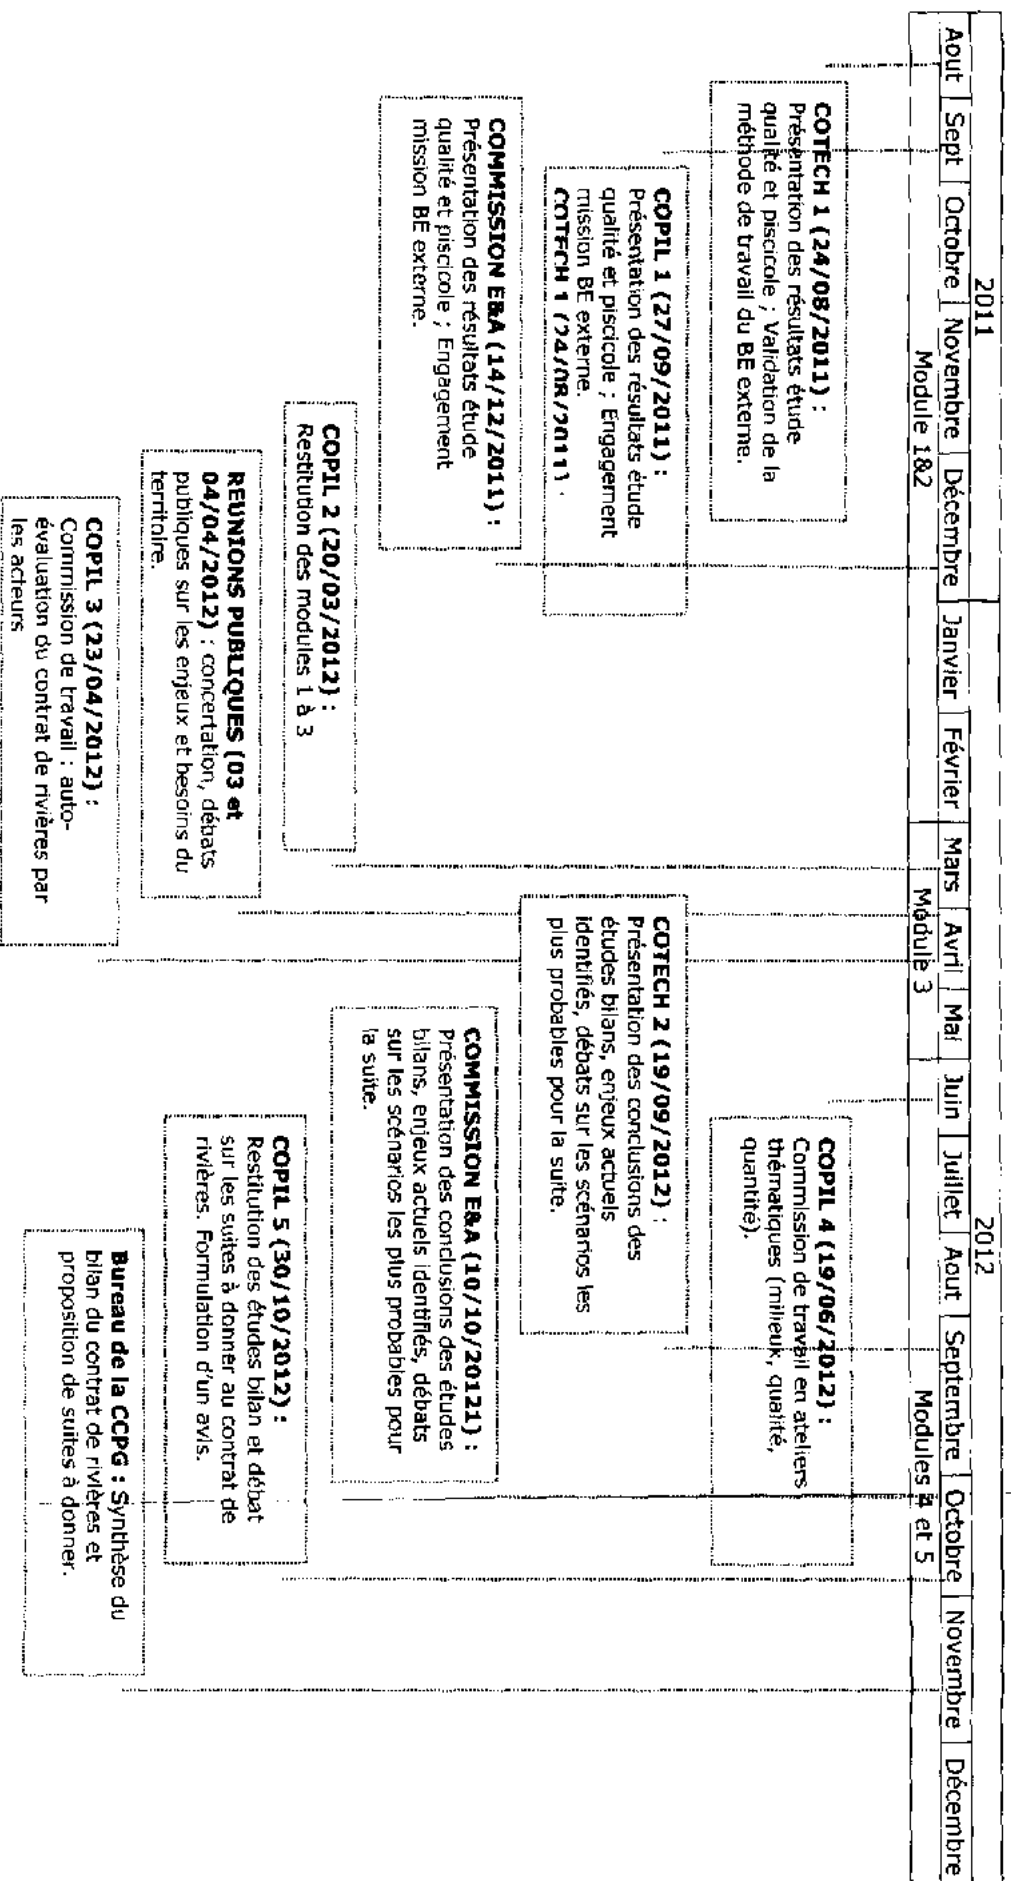 2011
2012
Aout
Sept
Octobre
Novembre
Décembre
Janvier
Février
Mars
Avril
Mai
Juin
Juillet
Aout
Septembre
Octobre
Novembre
Décembre
Module 1&2
Module 3
Modules 4 et 5
COTECH 1 (24/08/2011) :
Présentation des résultats étude
qualité et piscicole ; Validation de la
méthode de travail du BE externe.
COPIL 1 (27/09/2011) :
Présentation des résultats étude
qualité et piscicole ; Engagement
mission BE externe.
COTECH 1 (24/08/2011) :
COMMISSION E&A (14/12/2011) :
Présentation des résultats étude
qualité et piscicole ; Engagement
mission BE externe.
COPIL 2 (20/03/2012) :
Restitution des modules 1 à 3
REUNIONS PUBLIQUES (03 et
04/04/2012) : concertation, débats
publiques sur les enjeux et besoins du
territoire.
COPIL 3 (23/04/2012) :
Commission de travail : auto-
évaluation du contrat de rivières par
les acteurs
COPIL 4 (19/06/2012) :
Commission de travail en ateliers
thématiques (milieux, qualité,
quantité).
COTECH 2 (19/09/2012) :
Présentation des conclusions des
études bilans, enjeux actuels
identifiés, débats sur les scénarios les
plus probables pour la suite.
COMMISSION E&A (10/10/20121) :
Présentation des conclusions des études
bilans, enjeux actuels identifiés, débats
sur les scénarios les plus probables pour
la suite.
COPIL 5 (30/10/2012) :
Restitution des études bilan et débat
sur les suites à donner au contrat de
rivières. Formulation d'un avis.
Bureau de la CCPG : Synthèse du
bilan du contrat de rivières et
proposition de suites à donner.